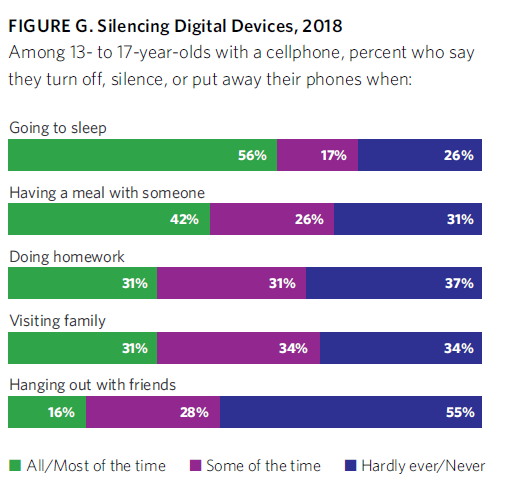 FIGURE G. Silencing Digital Devices, 2018
Among 13- to 17-year-olds with a cellphone, percent who say
they turn off, silence, or put away their phones when:
Going to sleep
56% 17% 26%
Having a meal with someone
42% 26% 31%
Doing homework
31% 31% 37%
Visiting family
31% 34% 34%
Hanging out with friends
16% 28% 55%
All/Most of the time Some of the time Hardly ever/Never